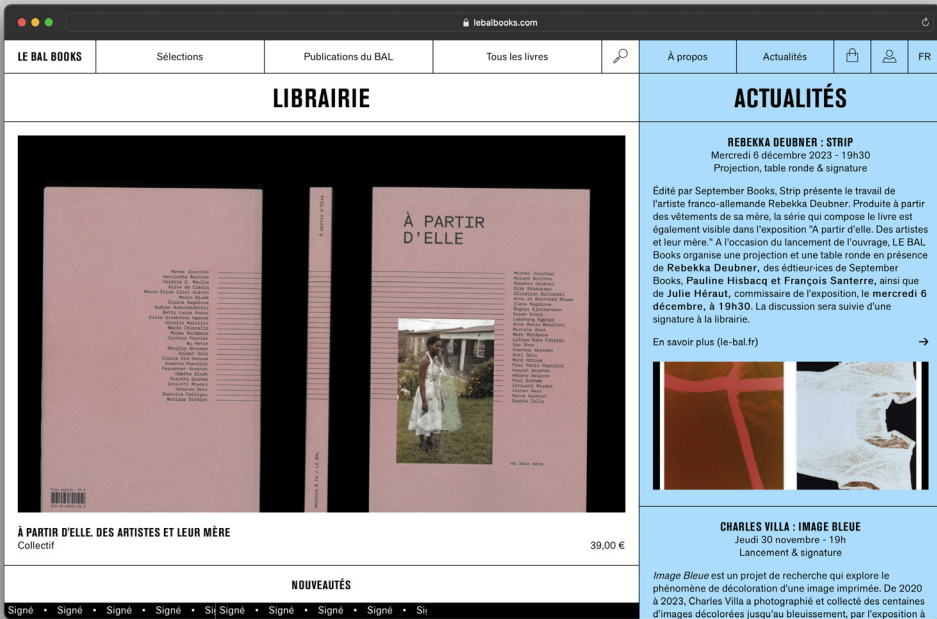 lebalbooks.com
LE BAL BOOKS
Sélections
Publications du BAL
Tous les livres
À propos
Actualités
FR
LIBRAIRIE
À PARTIR
D'ELLE
et leur mère
À PARTIR D'ELLE. DES ARTISTES ET LEUR MÈRE
Collectif
39,00 €
NOUVEAUTÉS
Signé • Signé • Signé • Signé • Si Signé • Signé • Signé • Signé • Si
ACTUALITÉS
REBEKKA DEUBNER : STRIP
Mercredi 6 décembre 2023 - 19h30
Projection, table ronde & signature
Édité par September Books, Strip présente le travail de
l'artiste franco-allemande Rebekka Deubner. Produite à partir
des vêtements de sa mère, la série qui compose le livre est
également visible dans l'exposition "A partir d'elle. Des artistes
et leur mère." A l'occasion du lancement de l'ouvrage, LE BAL
Books organise une projection et une table ronde en présence
de Rebekka Deubner, des édtieur·ices de September
Books, Pauline Hisbacq et François Santerre, ainsi que
de Julie Héraut, commissaire de l'exposition, le mercredi 6
décembre, à 19h30. La discussion sera suivie d'une
signature à la librairie.
En savoir plus (le-bal.fr)
CHARLES VILLA : IMAGE BLEUE
Jeudi 30 novembre - 19h
Lancement & signature
Image Bleue est un projet de recherche qui explore le
phénomène de décoloration d'une image imprimée. De 2020
à 2023, Charles Villa a photographié et collecté des centaines
d'images décolorées jusqu'au bleuissement, par l'exposition à